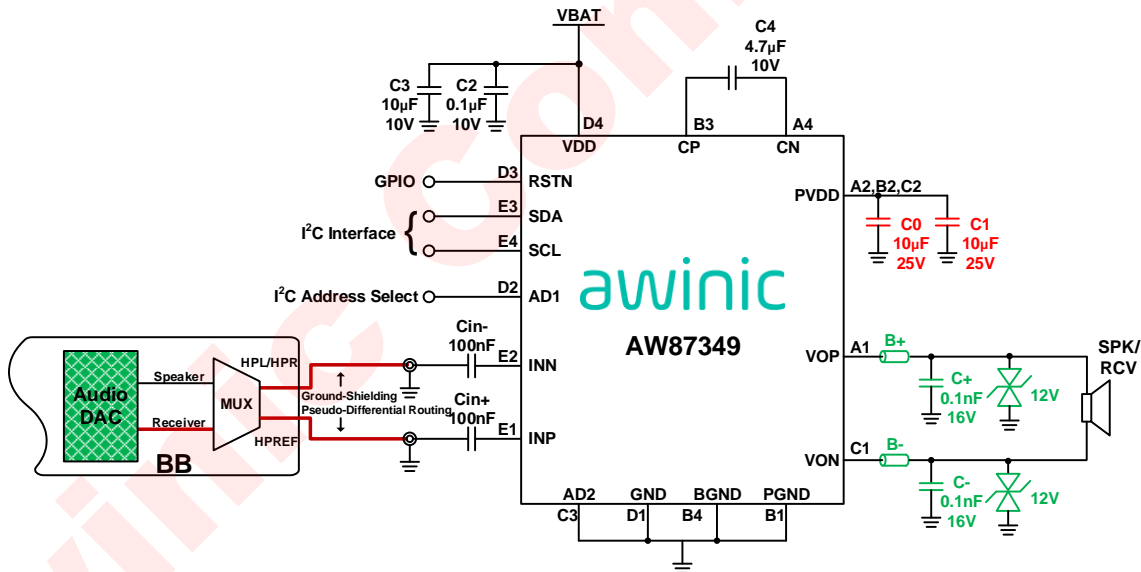 VBAT
C4
4.7µF
10V
C3
10µF
10V
C2
0.1µF
10V
D4
VDD
B3
CP
A4
CN
GPIO
D3
RSTN
I²C Interface
E3
SDA
E4
SCL
I²C Address Select
D2
AD1
PVDD
A2,B2,C2
C0
10µF
25V
C1
10µF
25V
awinic
AW87349
Audio
DAC
Speaker
Receiver
MUX
BB
HPL/HPR
HPREF
Ground-Shielding
Pseudo-Differential Routing
Cin-
100nF
E2
INN
Cin+
100nF
E1
INP
VOP
A1
B+
C+
0.1nF
16V
12V
SPK/
RCV
VON
C1
B-
C-
0.1nF
16V
12V
AD2
C3
GND
D1
BGND
B4
PGND
B1